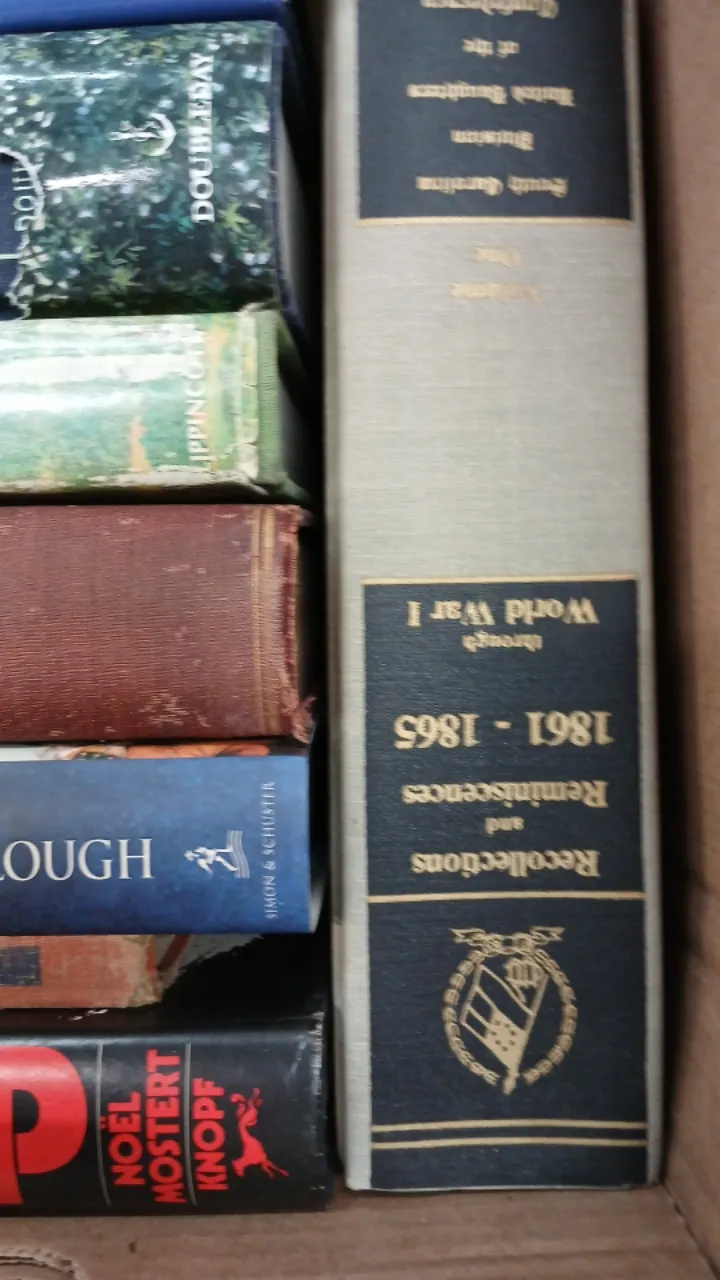 DOUBLEDAY
LIPPINCOTT
LOUGH
SIMON & SCHUSTER
P
NOËL
MOSTERT
KNOPF
Recollections
and
Reminiscences
1861 - 1865
through
World War I
Volume
One
South Carolina
Division
United Daughters
of the
Confederacy